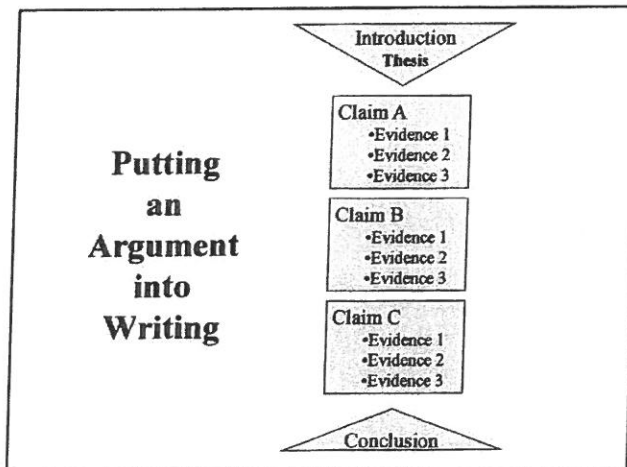 Putting
an
Argument
into
Writing
Introduction
Thesis
Claim A
•Evidence 1
•Evidence 2
•Evidence 3
Claim B
•Evidence 1
•Evidence 2
•Evidence 3
Claim C
•Evidence 1
•Evidence 2
•Evidence 3
Conclusion